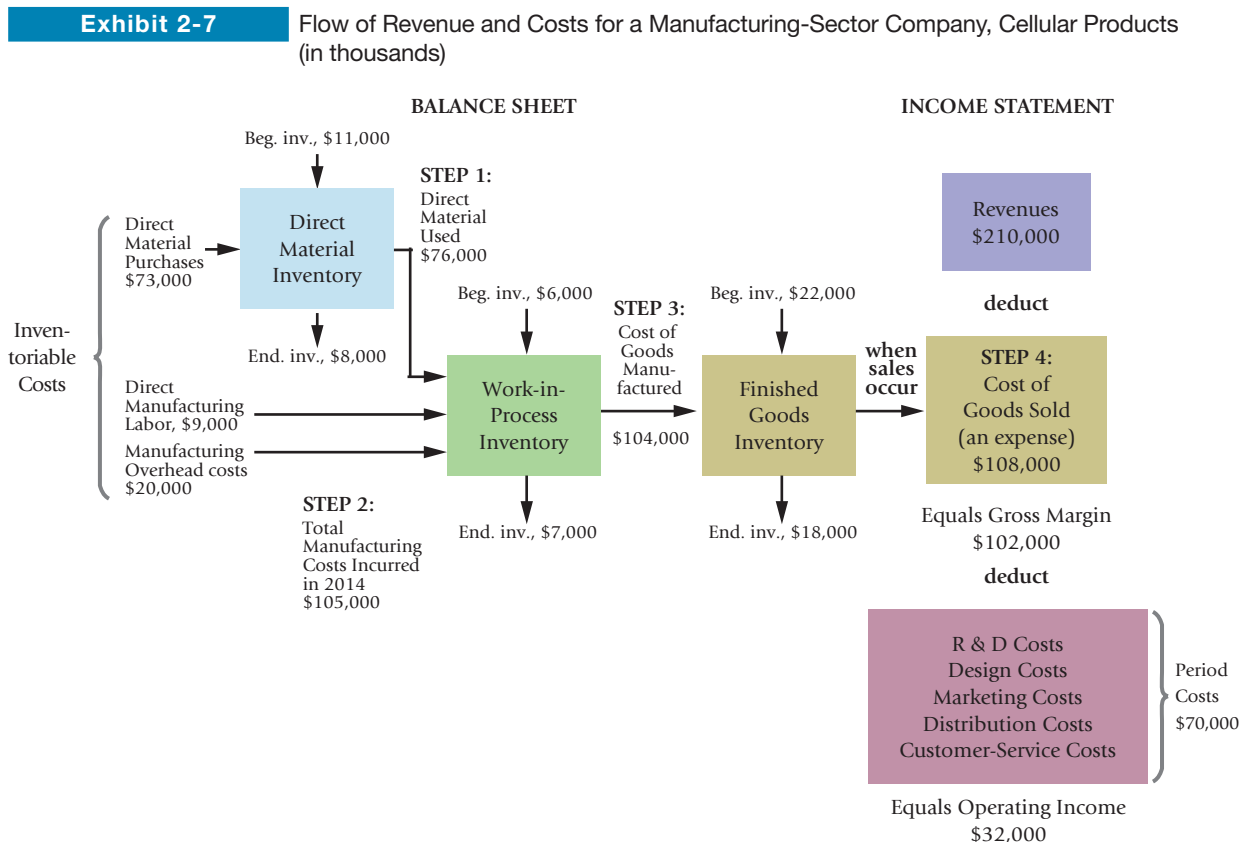 Exhibit 2-7
Flow of Revenue and Costs for a Manufacturing-Sector Company, Cellular Products
(in thousands)
BALANCE SHEET
INCOME STATEMENT
Beg. inv., $11,000
Direct
Material
Purchases
$73,000
Direct
Material
Inventory
STEP 1:
Direct
Material
Used
$76,000
End. inv., $8,000
Inven-
toriable
Costs
Direct
Manufacturing
Labor, $9,000
Manufacturing
Overhead costs
$20,000
STEP 2:
Total
Manufacturing
Costs Incurred
in 2014
$105,000
Beg. inv., $6,000
Work-in-
Process
Inventory
End. inv., $7,000
STEP 3:
Cost of
Goods
Manu-
factured
$104,000
Beg. inv., $22,000
Finished
Goods
Inventory
End. inv., $18,000
when
sales
occur
Revenues
$210,000
deduct
STEP 4:
Cost of
Goods Sold
(an expense)
$108,000
Equals Gross Margin
$102,000
deduct
R & D Costs
Design Costs
Marketing Costs
Distribution Costs
Customer-Service Costs
Period
Costs
$70,000
Equals Operating Income
$32,000